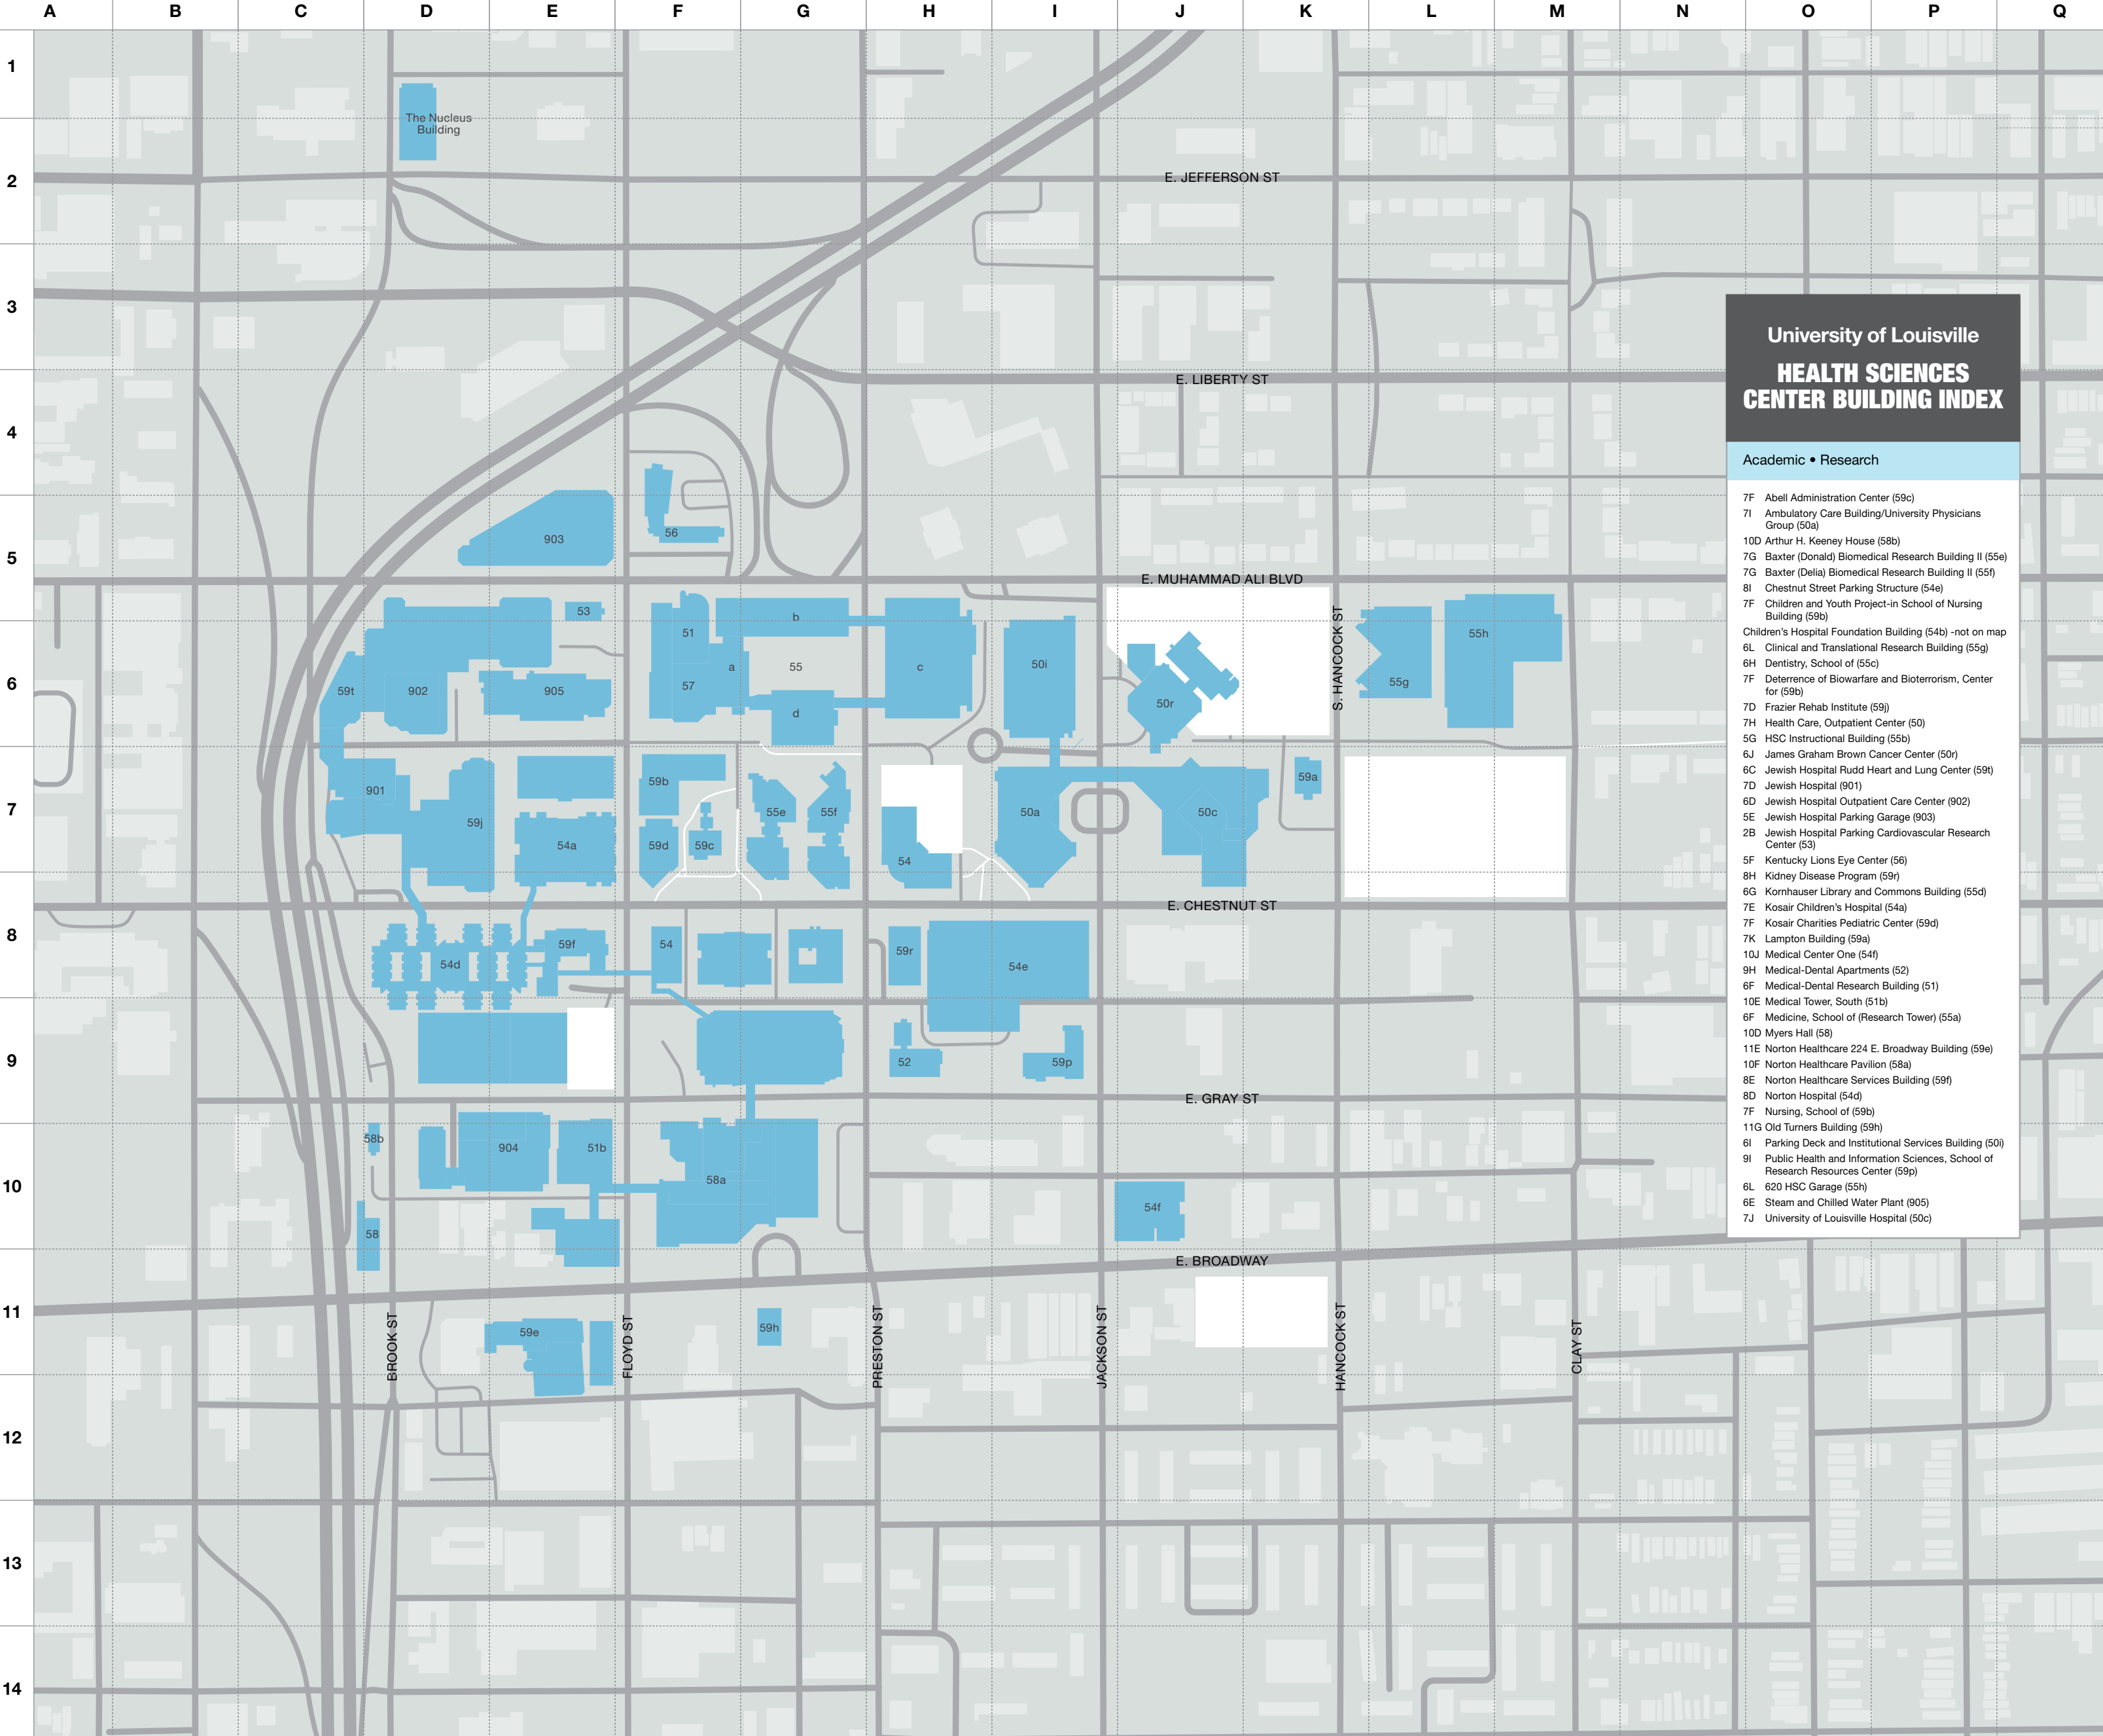 A B C D E F G H I J K L M N O P Q
1
2
3
4
5
6
7
8
9
10
11
12
13
14
The Nucleus
Building
E. JEFFERSON ST
E. LIBERTY ST
E. MUHAMMAD ALI BLVD
S. HANCOCK ST
E. CHESTNUT ST
E. GRAY ST
E. BROADWAY
BROOK ST
FLOYD ST
PRESTON ST
JACKSON ST
HANCOCK ST
CLAY ST
903
56
53
51
b
55
a
c
57
d
59t
902
905
50i
50r
55g
55h
901
59j
54a
59b
59d
59c
55e
55f
54
50a
50c
59a
54d
59f
54
59r
54e
52
59p
58b
904
51b
58a
54f
58
59e
59h
University of Louisville
HEALTH SCIENCES
CENTER BUILDING INDEX
Academic • Research
7F Abell Administration Center (59c)
7I Ambulatory Care Building/University Physicians
Group (50a)
10D Arthur H. Keeney House (58b)
7G Baxter (Donald) Biomedical Research Building II (55e)
7G Baxter (Delia) Biomedical Research Building II (55f)
8I Chestnut Street Parking Structure (54e)
7F Children and Youth Project-in School of Nursing
Building (59b)
Children's Hospital Foundation Building (54b) -not on map
6L Clinical and Translational Research Building (55g)
6H Dentistry, School of (55c)
7F Deterrence of Biowarfare and Bioterrorism, Center
for (59b)
7D Frazier Rehab Institute (59j)
7H Health Care, Outpatient Center (50)
5G HSC Instructional Building (55b)
6J James Graham Brown Cancer Center (50r)
6C Jewish Hospital Rudd Heart and Lung Center (59t)
7D Jewish Hospital (901)
6D Jewish Hospital Outpatient Care Center (902)
5E Jewish Hospital Parking Garage (903)
2B Jewish Hospital Parking Cardiovascular Research
Center (53)
5F Kentucky Lions Eye Center (56)
8H Kidney Disease Program (59r)
6G Kornhauser Library and Commons Building (55d)
7E Kosair Children's Hospital (54a)
7F Kosair Charities Pediatric Center (59d)
7K Lampton Building (59a)
10J Medical Center One (54f)
9H Medical-Dental Apartments (52)
6F Medical-Dental Research Building (51)
10E Medical Tower, South (51b)
6F Medicine, School of (Research Tower) (55a)
10D Myers Hall (58)
11E Norton Healthcare 224 E. Broadway Building (59e)
10F Norton Healthcare Pavilion (58a)
8E Norton Healthcare Services Building (59f)
8D Norton Hospital (54d)
7F Nursing, School of (59b)
11G Old Turners Building (59h)
6I Parking Deck and Institutional Services Building (50i)
9I Public Health and Information Sciences, School of
Research Resources Center (59p)
6L 620 HSC Garage (55h)
6E Steam and Chilled Water Plant (905)
7J University of Louisville Hospital (50c)